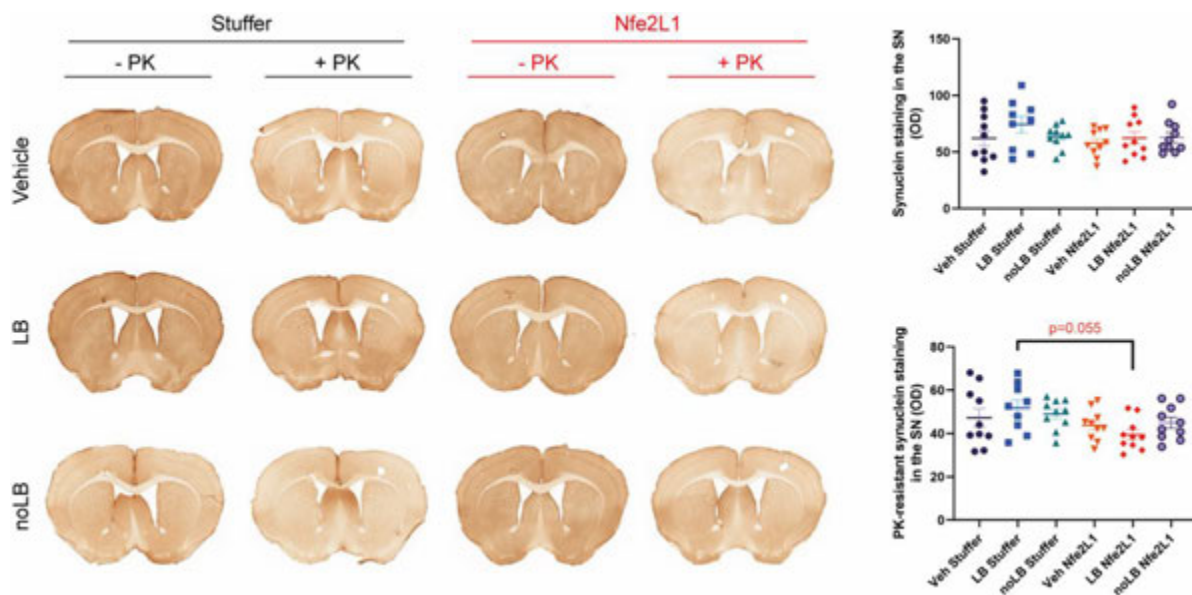 Stuffer
Nfe2L1
- PK
+ PK
- PK
+ PK
Vehicle
LB
noLB
Synuclein staining in the SN
(OD)
150
100
50
0
Veh Stuffer
LB Stuffer
noLB Stuffer
Veh Nfe2L1
LB Nfe2L1
noLB Nfe2L1
p=0.055
PK-resistant synuclein staining
in the SN (OD)
80
60
40
20
0
Veh Stuffer
LB Stuffer
noLB Stuffer
Veh Nfe2L1
LB Nfe2L1
noLB Nfe2L1